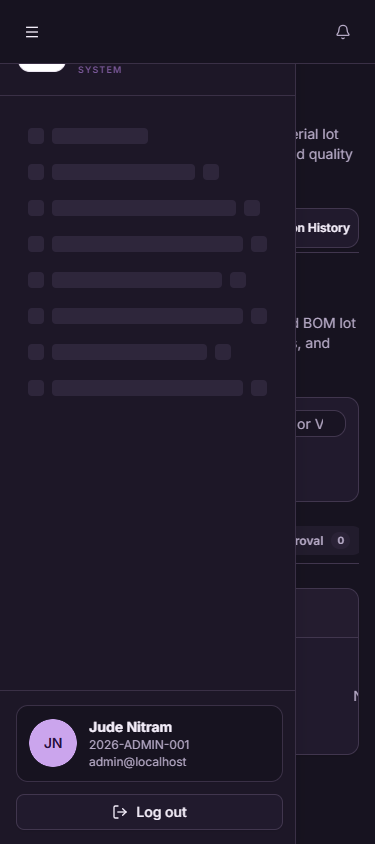 SYSTEM
erial lot
d quality
on History
d BOM lot
s, and
or V
roval 0
N
Jude Nitram
2026-ADMIN-001
admin@localhost
JN
Log out